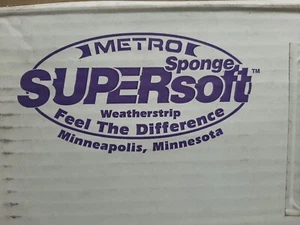 METRO
Sponge
SUPERsoft™
Weatherstrip
Feel The Difference
Minneapolis, Minnesota